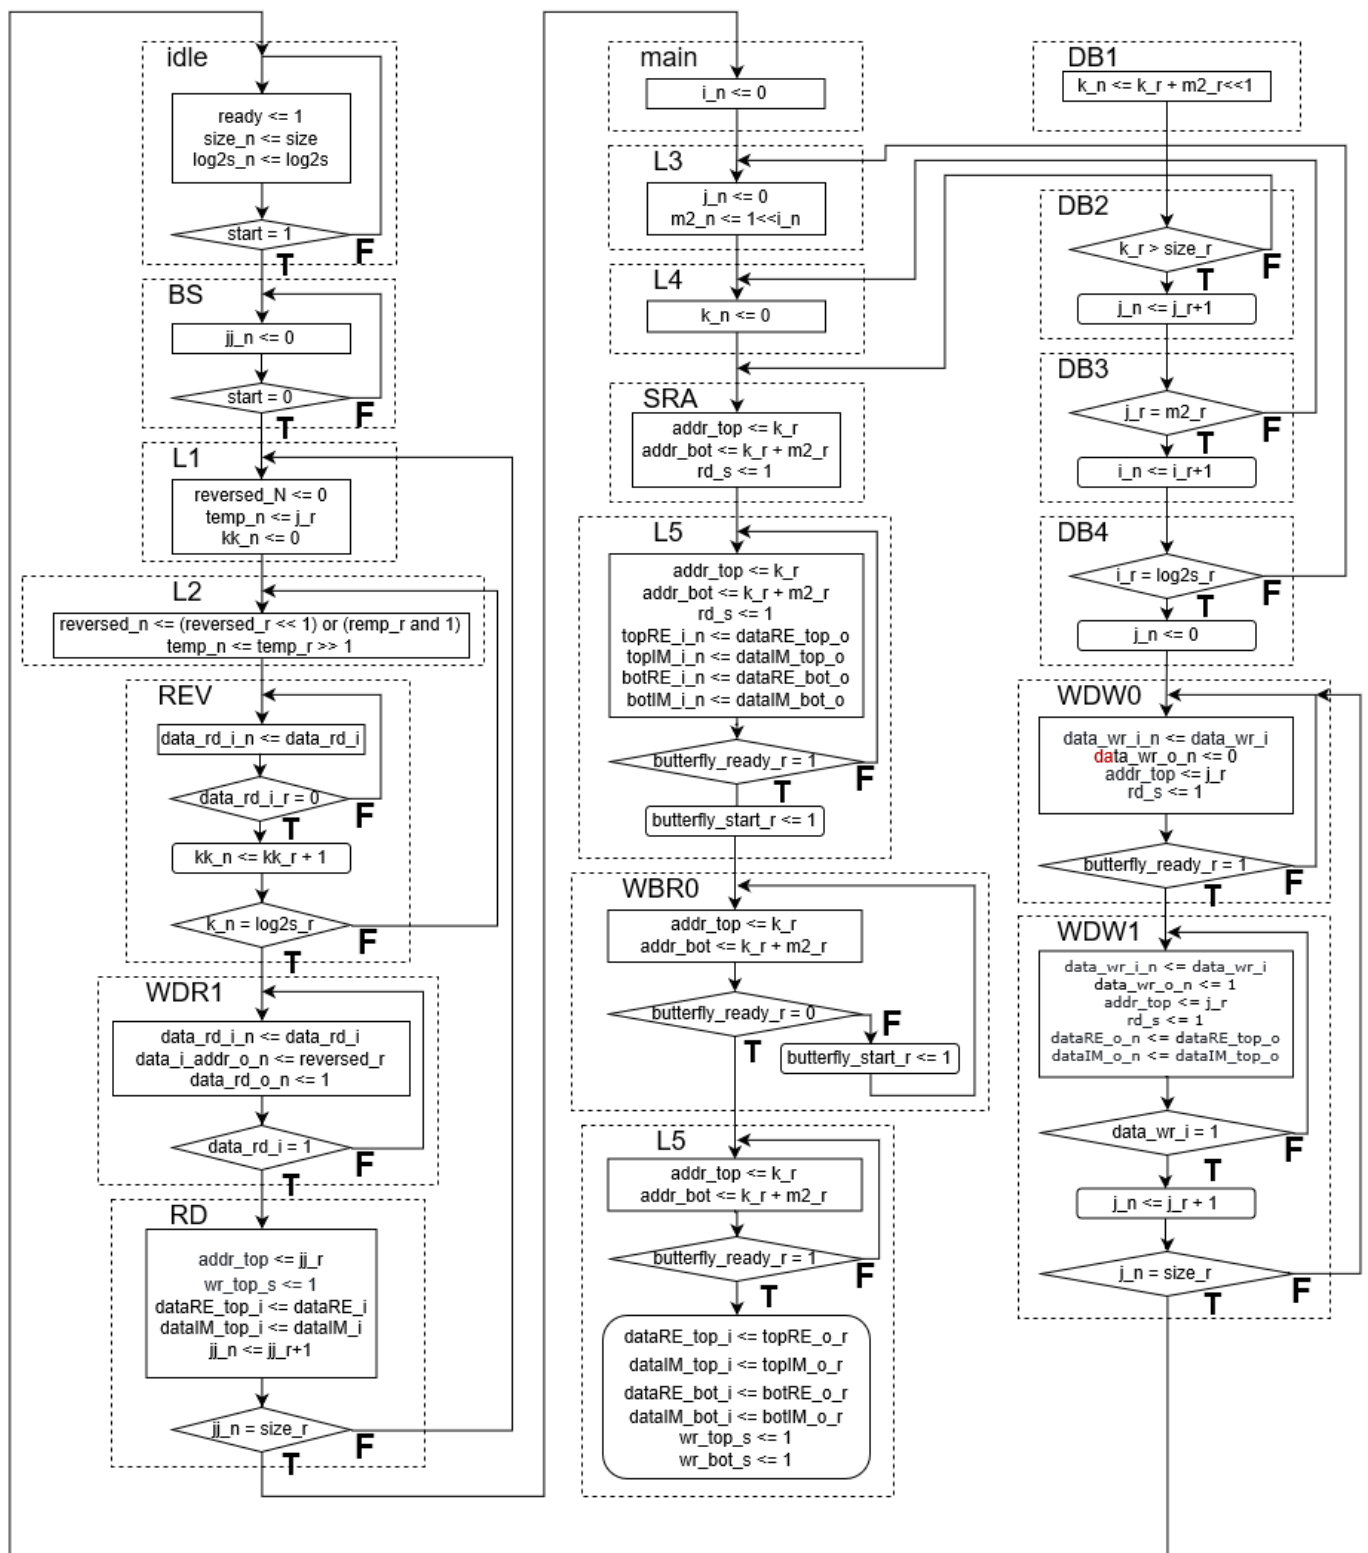 idle
ready <= 1
size_n <= size
log2s_n <= log2s
start = 1
F
T
BS
jj_n <= 0
start = 0
F
T
L1
reversed_N <= 0
temp_n <= j_r
kk_n <= 0
L2
reversed_n <= (reversed_r << 1) or (remp_r and 1)
temp_n <= temp_r >> 1
REV
data_rd_i_n <= data_rd_i
data_rd_i_r = 0
F
T
kk_n <= kk_r + 1
k_n = log2s_r
F
T
WDR1
data_rd_i_n <= data_rd_i
data_i_addr_o_n <= reversed_r
data_rd_o_n <= 1
data_rd_i = 1
F
T
RD
addr_top <= jj_r
wr_top_s <= 1
dataRE_top_i <= dataRE_i
dataIM_top_i <= dataIM_i
jj_n <= jj_r+1
jj_n = size_r
F
T
main
i_n <= 0
L3
j_n <= 0
m2_n <= 1<<i_n
L4
k_n <= 0
SRA
addr_top <= k_r
addr_bot <= k_r + m2_r
rd_s <= 1
L5
addr_top <= k_r
addr_bot <= k_r + m2_r
rd_s <= 1
topRE_i_n <= dataRE_top_o
topIM_i_n <= dataIM_top_o
botRE_i_n <= dataRE_bot_o
botIM_i_n <= dataIM_bot_o
butterfly_ready_r = 1
F
T
butterfly_start_r <= 1
WBR0
addr_top <= k_r
addr_bot <= k_r + m2_r
butterfly_ready_r = 0
F
T
butterfly_start_r <= 1
L5
addr_top <= k_r
addr_bot <= k_r + m2_r
butterfly_ready_r = 1
F
T
dataRE_top_i <= topRE_o_r
dataIM_top_i <= topIM_o_r
dataRE_bot_i <= botRE_o_r
dataIM_bot_i <= botIM_o_r
wr_top_s <= 1
wr_bot_s <= 1
DB1
k_n <= k_r + m2_r<<1
DB2
k_r > size_r
F
T
j_n <= j_r+1
DB3
j_r = m2_r
F
T
i_n <= i_r+1
DB4
i_r = log2s_r
F
T
j_n <= 0
WDW0
data_wr_i_n <= data_wr_i
data_wr_o_n <= 0
addr_top <= j_r
rd_s <= 1
butterfly_ready_r = 1
F
T
WDW1
data_wr_i_n <= data_wr_i
data_wr_o_n <= 1
addr_top <= j_r
rd_s <= 1
dataRE_o_n <= dataRE_top_o
dataIM_o_n <= dataIM_top_o
data_wr_i = 1
F
T
j_n <= j_r + 1
j_n = size_r
F
T